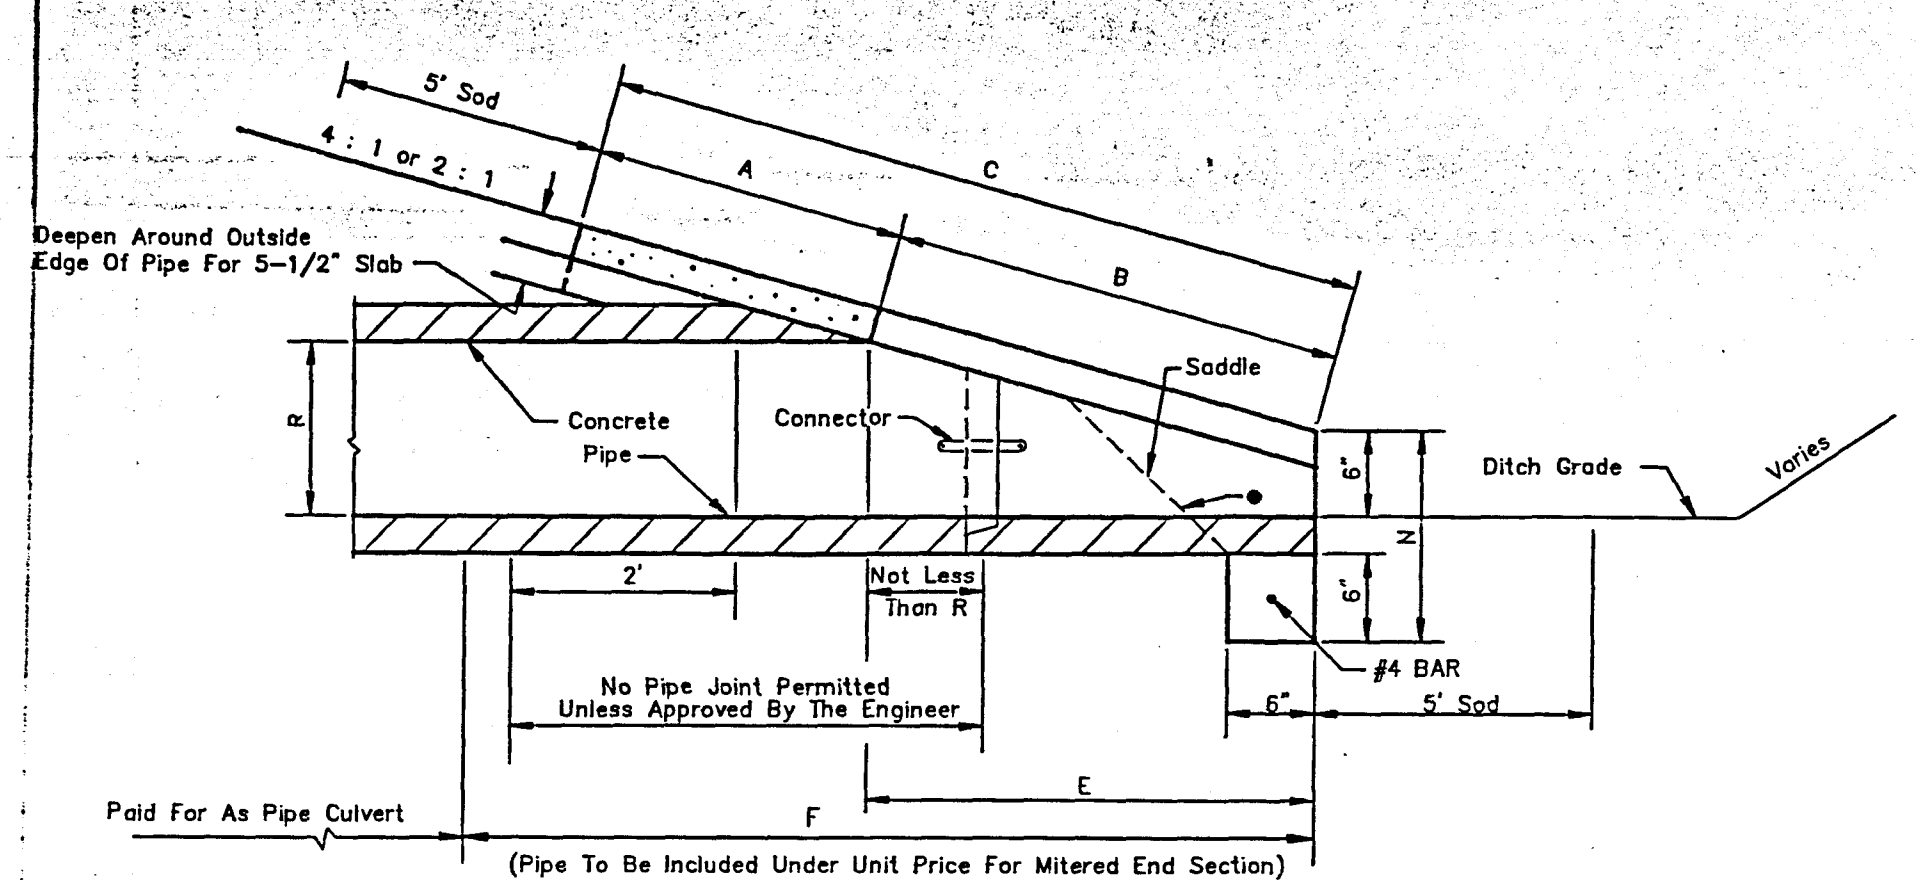 5' Sod
4 : 1 or 2 : 1
A
C
B
Deepen Around Outside
Edge Of Pipe For 5-1/2" Slab
R
Concrete
Pipe
Connector
Saddle
6"
N
6"
Ditch Grade
Varies
2'
Not Less
Than R
#4 BAR
No Pipe Joint Permitted
Unless Approved By The Engineer
6"
5' Sod
E
Paid For As Pipe Culvert
F
(Pipe To Be Included Under Unit Price For Mitered End Section)